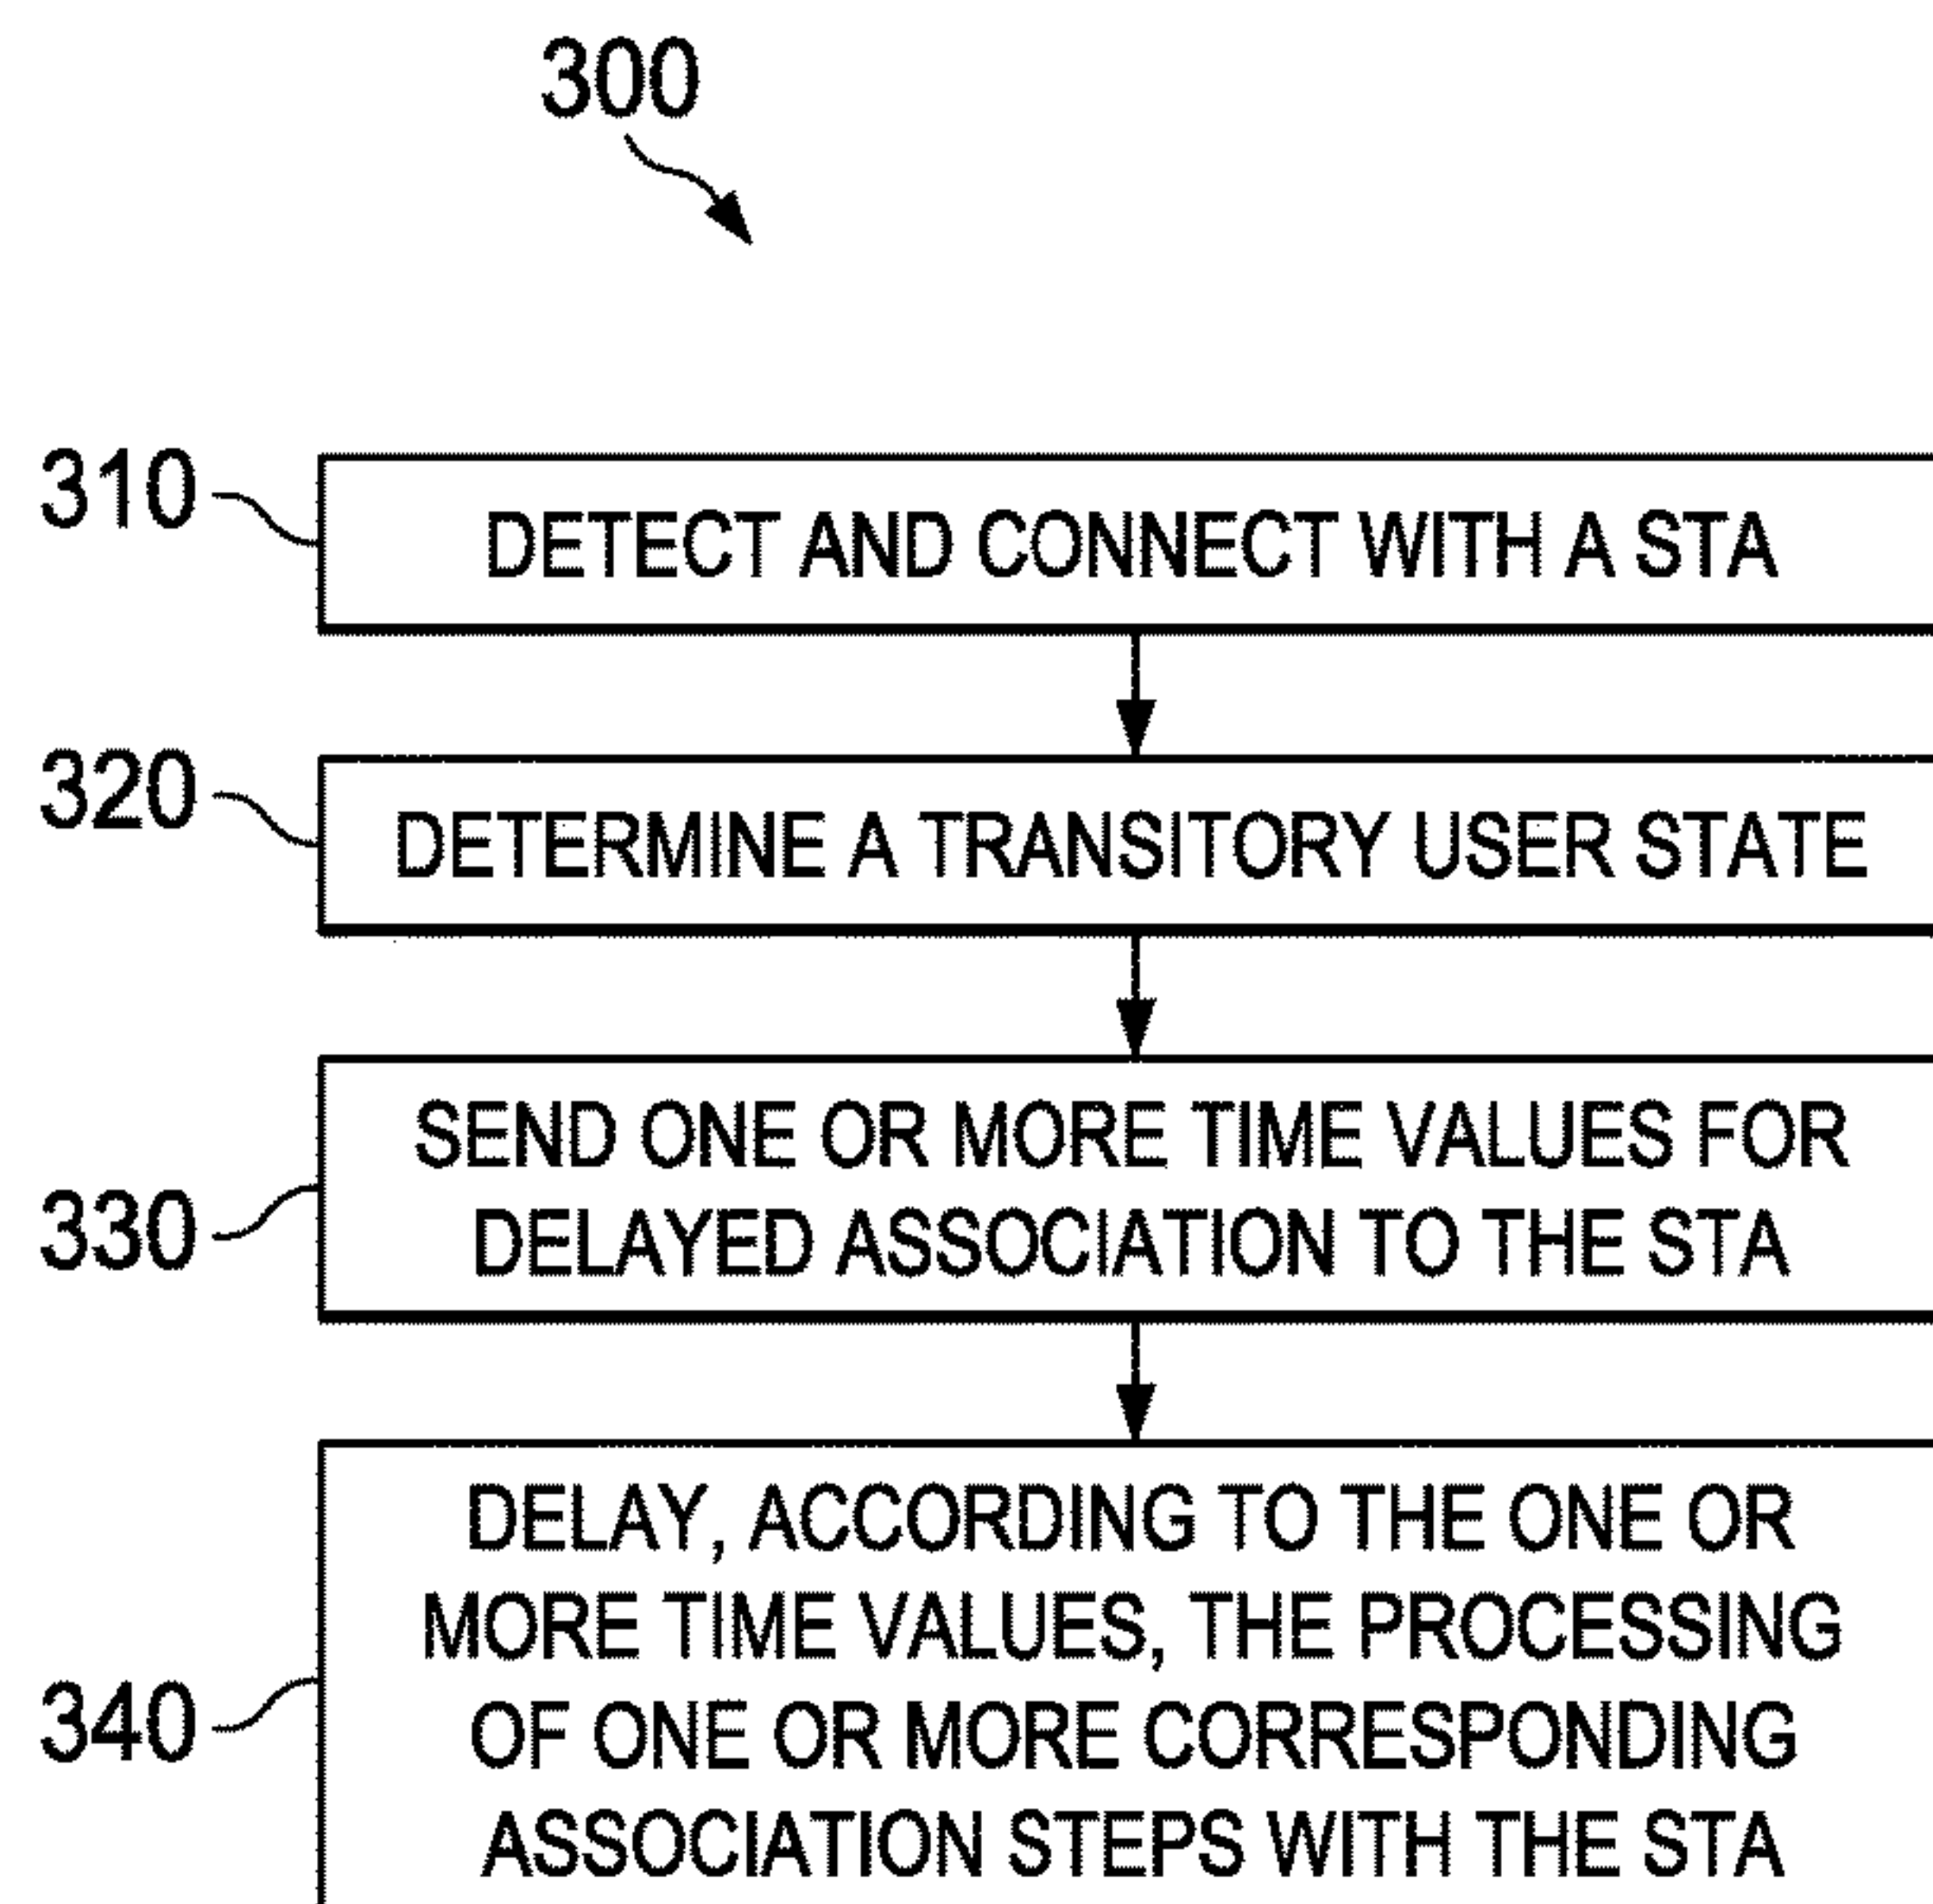 300
310
DETECT AND CONNECT WITH A STA
320
DETERMINE A TRANSITORY USER STATE
330
SEND ONE OR MORE TIME VALUES FOR
DELAYED ASSOCIATION TO THE STA
340
DELAY, ACCORDING TO THE ONE OR
MORE TIME VALUES, THE PROCESSING
OF ONE OR MORE CORRESPONDING
ASSOCIATION STEPS WITH THE STA